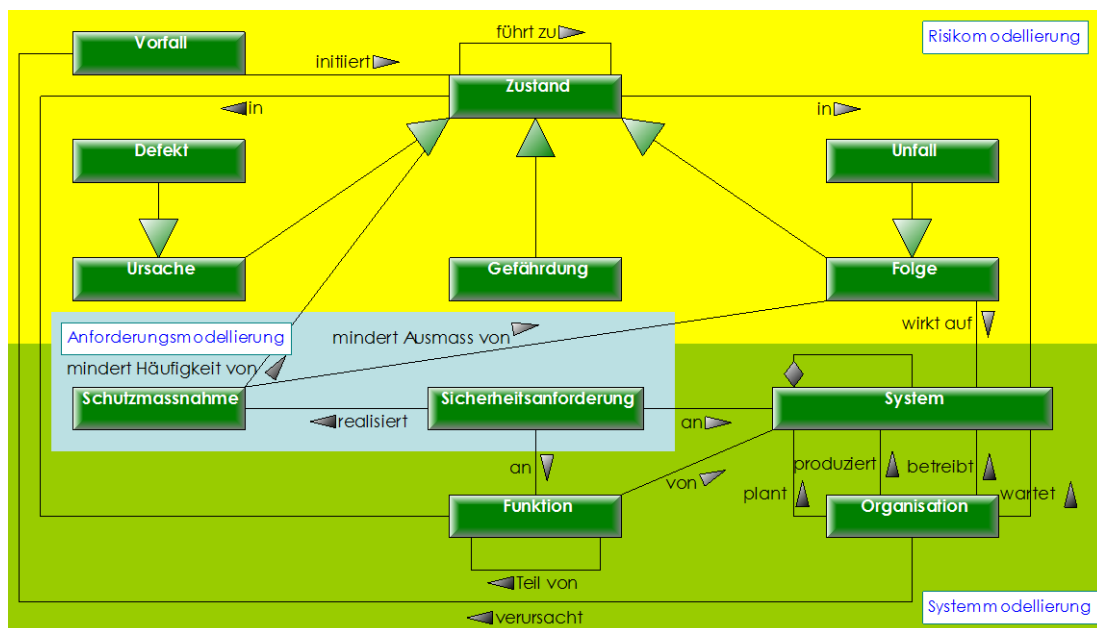 führt zu
Vorfall
Risikomodellierung
initiiert
Zustand
in
in
Defekt
Unfall
Ursache
Gefährdung
Folge
wirkt auf
Anforderungsmodellierung
mindert Ausmass von
mindert Häufigkeit von
Schutzmassnahme
Sicherheitsanforderung
System
realisiert
an
an
von
produziert
betreibt
plant
wartet
Funktion
Organisation
Teil von
verursacht
Systemmodellierung